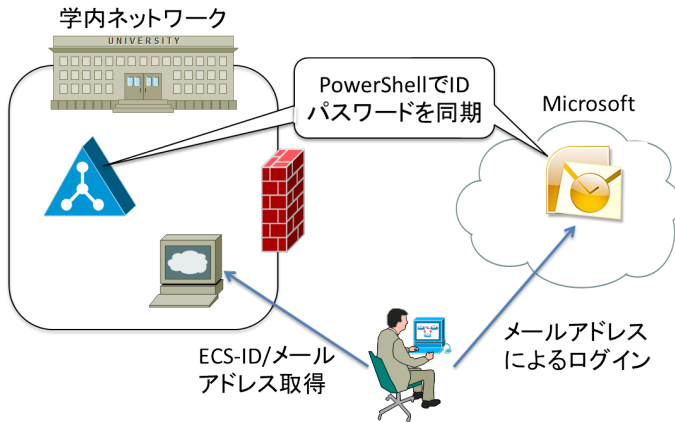 学内ネットワーク
UNIVERSITY
PowerShellでID
パスワードを同期
Microsoft
ECS-ID/メール
アドレス取得
メールアドレス
によるログイン